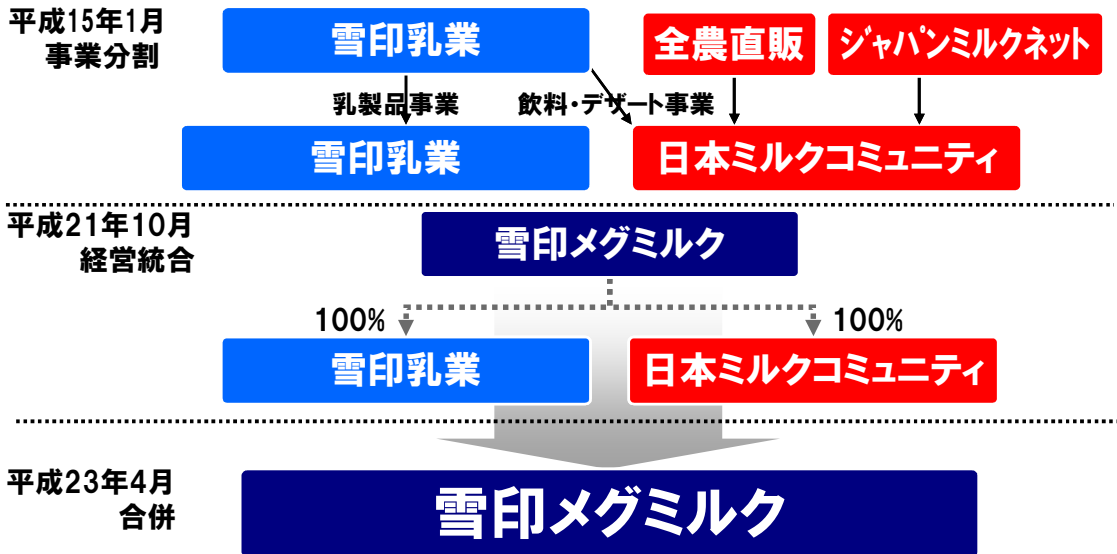 平成15年1月
事業分割
雪印乳業
全農直販
ジャパンミルクネット
乳製品事業
飲料・デザート事業
雪印乳業
日本ミルクコミュニティ
平成21年10月
経営統合
雪印メグミルク
100%
100%
雪印乳業
日本ミルクコミュニティ
平成23年4月
合併
雪印メグミルク